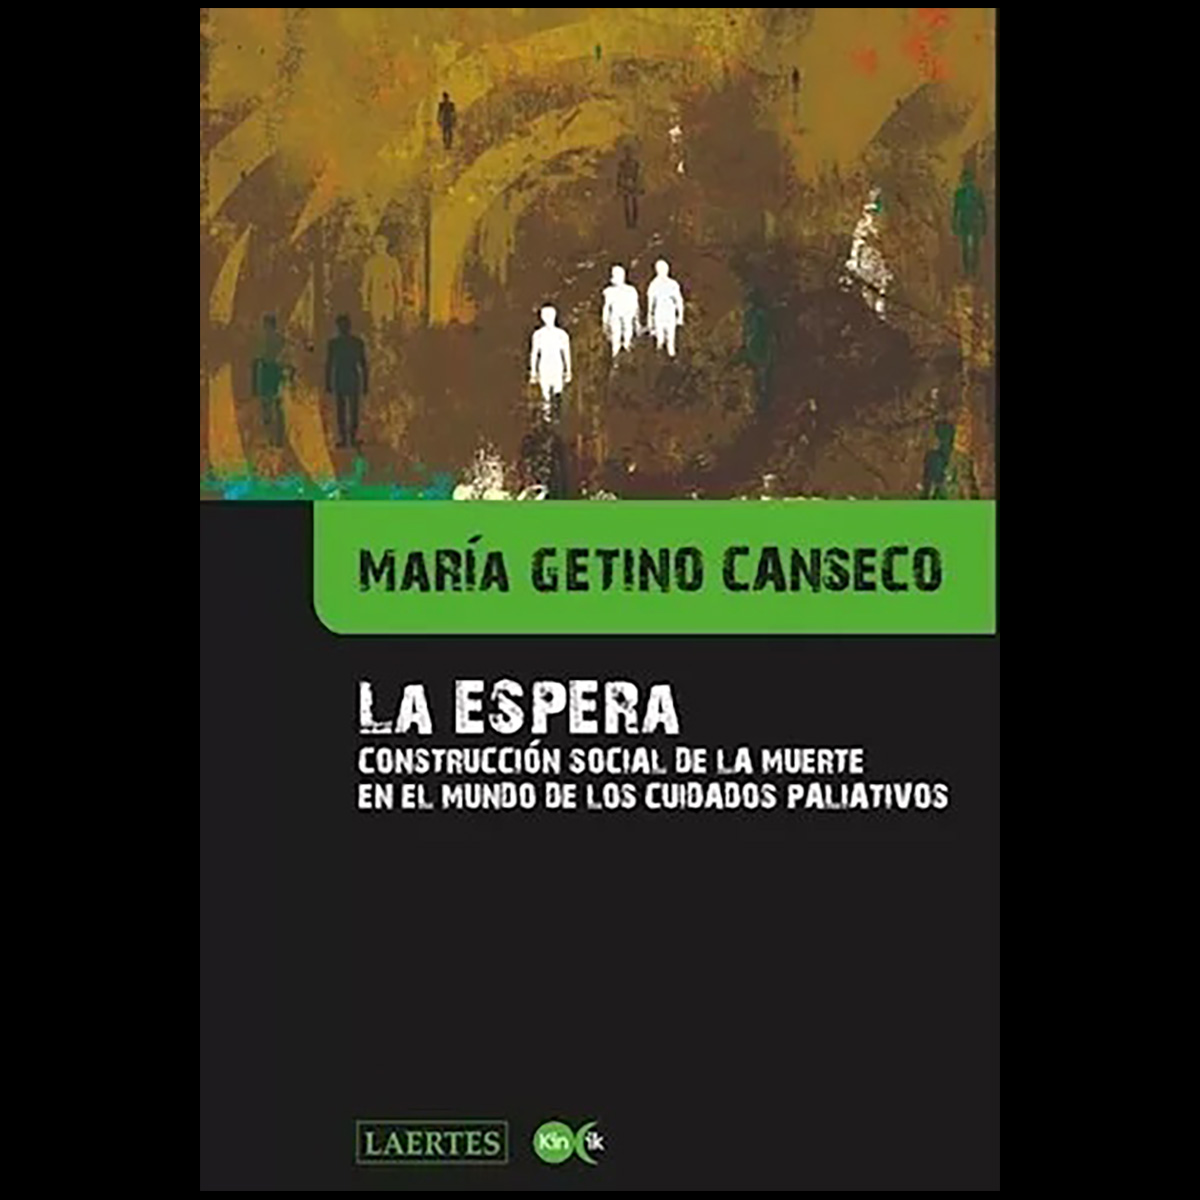 MARÍA GETINO CANSECO
LA ESPERA
CONSTRUCCIÓN SOCIAL DE LA MUERTE
EN EL MUNDO DE LOS CUIDADOS PALIATIVOS
LAERTES
Kin ik